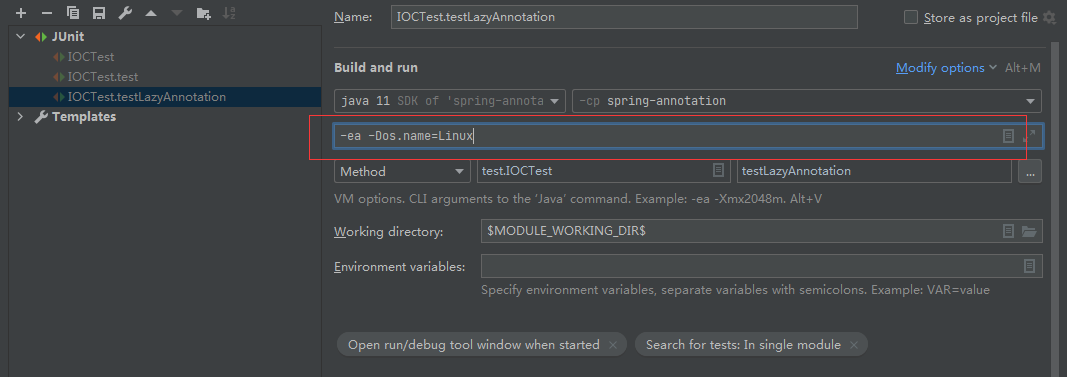 Name: IOCTest.testLazyAnnotation Store as project file
JUnit
IOCTest
IOCTest.test
IOCTest.testLazyAnnotation
Templates
Build and run Modify options Alt+M
java 11 SDK of 'spring-annota -cp spring-annotation
-ea -Dos.name=Linux
Method test.IOCTest testLazyAnnotation ...
VM options. CLI arguments to the 'Java' command. Example: -ea -Xmx2048m. Alt+V
Working directory: $MODULE_WORKING_DIR$
Environment variables:
Specify environment variables, separate variables with semicolons. Example: VAR=value
Open run/debug tool window when started × Search for tests: In single module ×